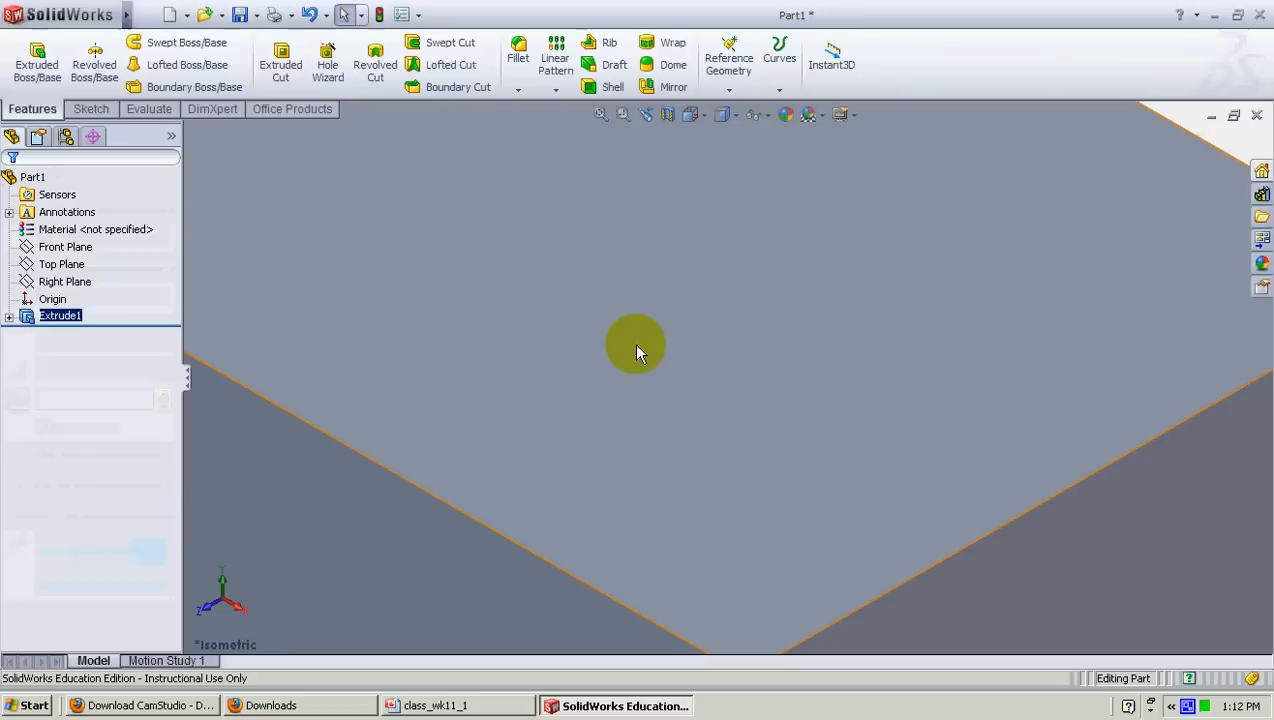 SolidWorks
Part1 *
Extruded Boss/Base
Revolved Boss/Base
Swept Boss/Base
Lofted Boss/Base
Boundary Boss/Base
Extruded Cut
Hole Wizard
Revolved Cut
Swept Cut
Lofted Cut
Boundary Cut
Fillet
Linear Pattern
Rib
Draft
Shell
Wrap
Dome
Mirror
Reference Geometry
Curves
Instant3D
Features
Sketch
Evaluate
DimXpert
Office Products
Part1
Sensors
Annotations
Material <not specified>
Front Plane
Top Plane
Right Plane
Origin
Extrude1
Y
Z
X
*Isometric
Model
Motion Study 1
SolidWorks Education Edition - Instructional Use Only
Editing Part
Start
Download CamStudio - D...
Downloads
class_wk11_1
SolidWorks Education...
1:12 PM